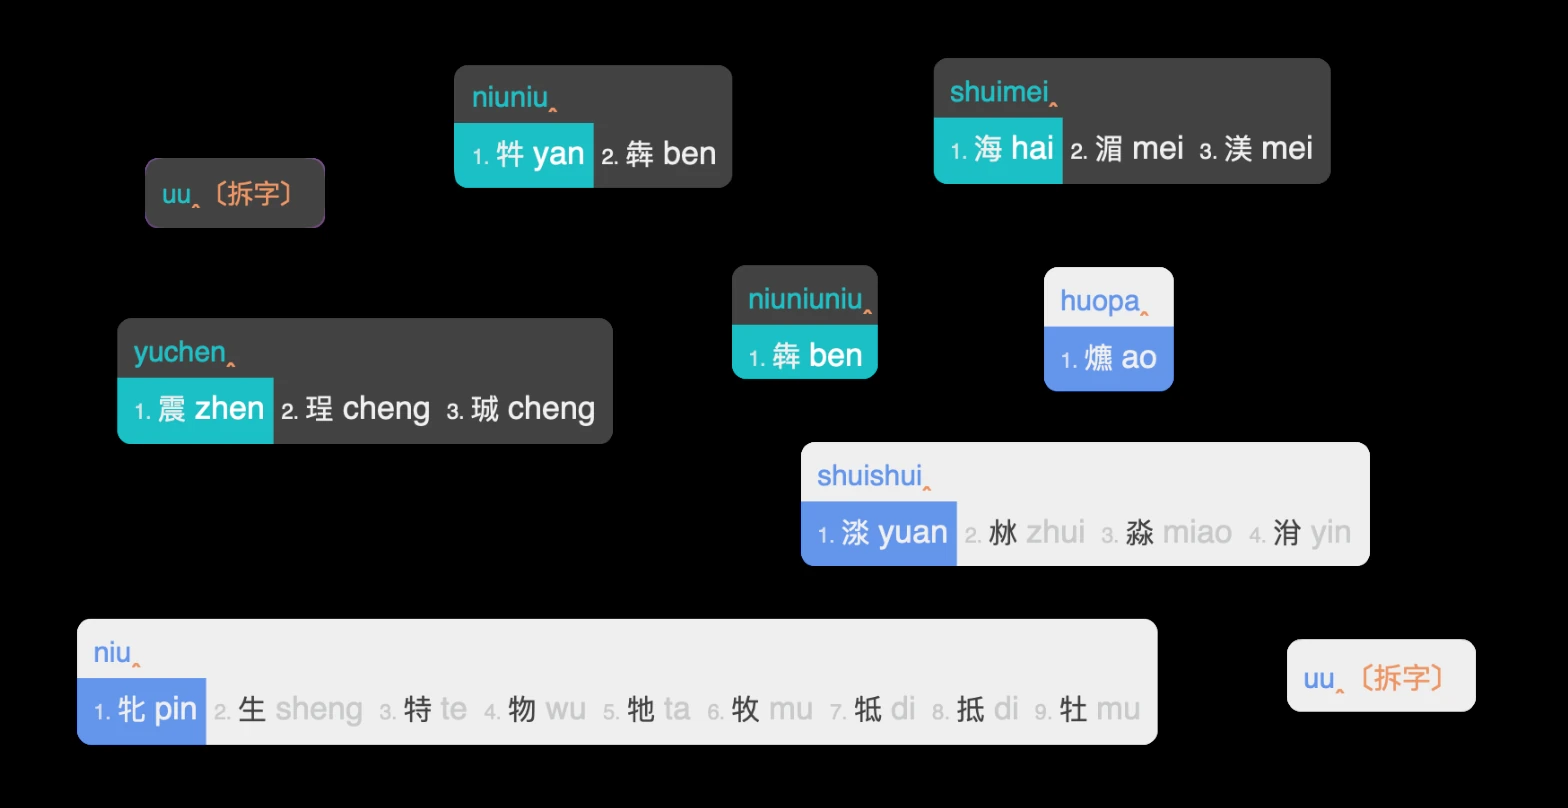 niuniu‸
1. 牪 yan 2. 犇 ben
shuimei‸
1. 海 hai 2. 湄 mei 3. 渼 mei
uu‸〔拆字〕
niuniuniu‸
1. 犇 ben
huopa‸
1. 爊 ao
yuchen‸
1. 震 zhen 2. 珵 cheng 3. 珹 cheng
shuishui‸
1. 渁 yuan 2. 沝 zhui 3. 淼 miao 4. 濥 yin
niu‸
1. 牝 pin 2. 生 sheng 3. 特 te 4. 物 wu 5. 牠 ta 6. 牧 mu 7. 牴 di 8. 抵 di 9. 牡 mu
uu‸〔拆字〕